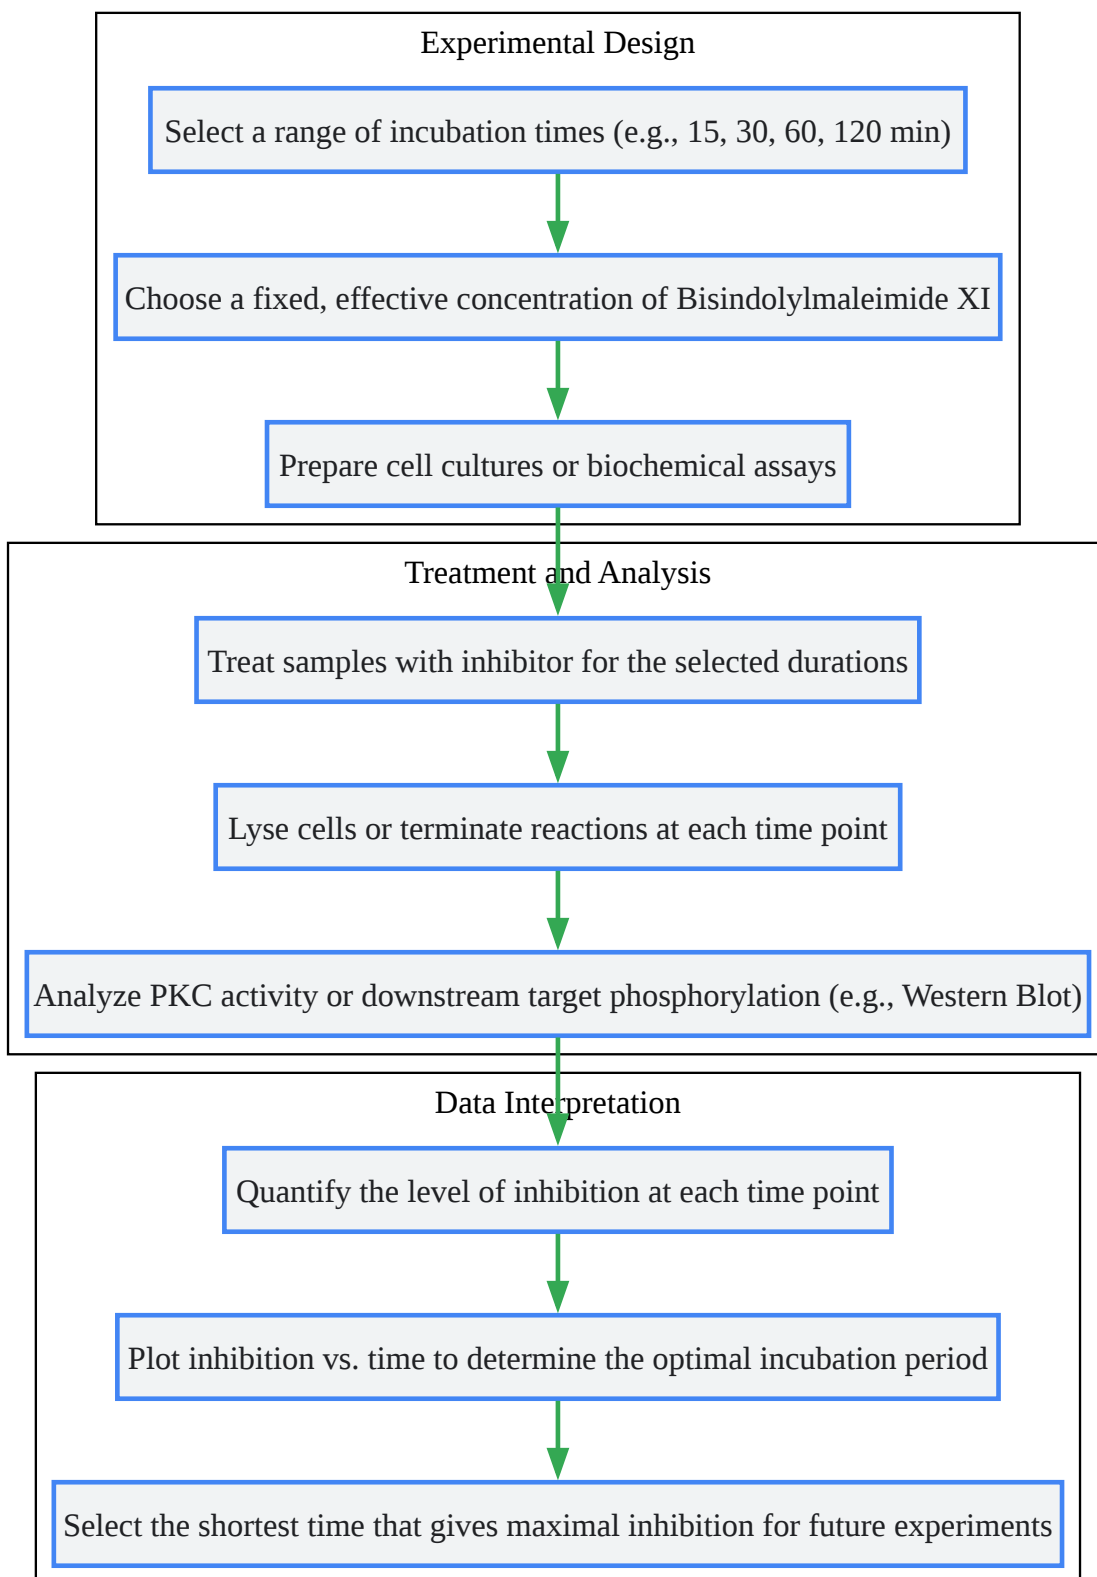 Experimental Design
Select a range of incubation times (e.g., 15, 30, 60, 120 min)
Choose a fixed, effective concentration of Bisindolylmaleimide XI
Prepare cell cultures or biochemical assays
Treatment and Analysis
Treat samples with inhibitor for the selected durations
Lyse cells or terminate reactions at each time point
Analyze PKC activity or downstream target phosphorylation (e.g., Western Blot)
Data Interpretation
Quantify the level of inhibition at each time point
Plot inhibition vs. time to determine the optimal incubation period
Select the shortest time that gives maximal inhibition for future experiments